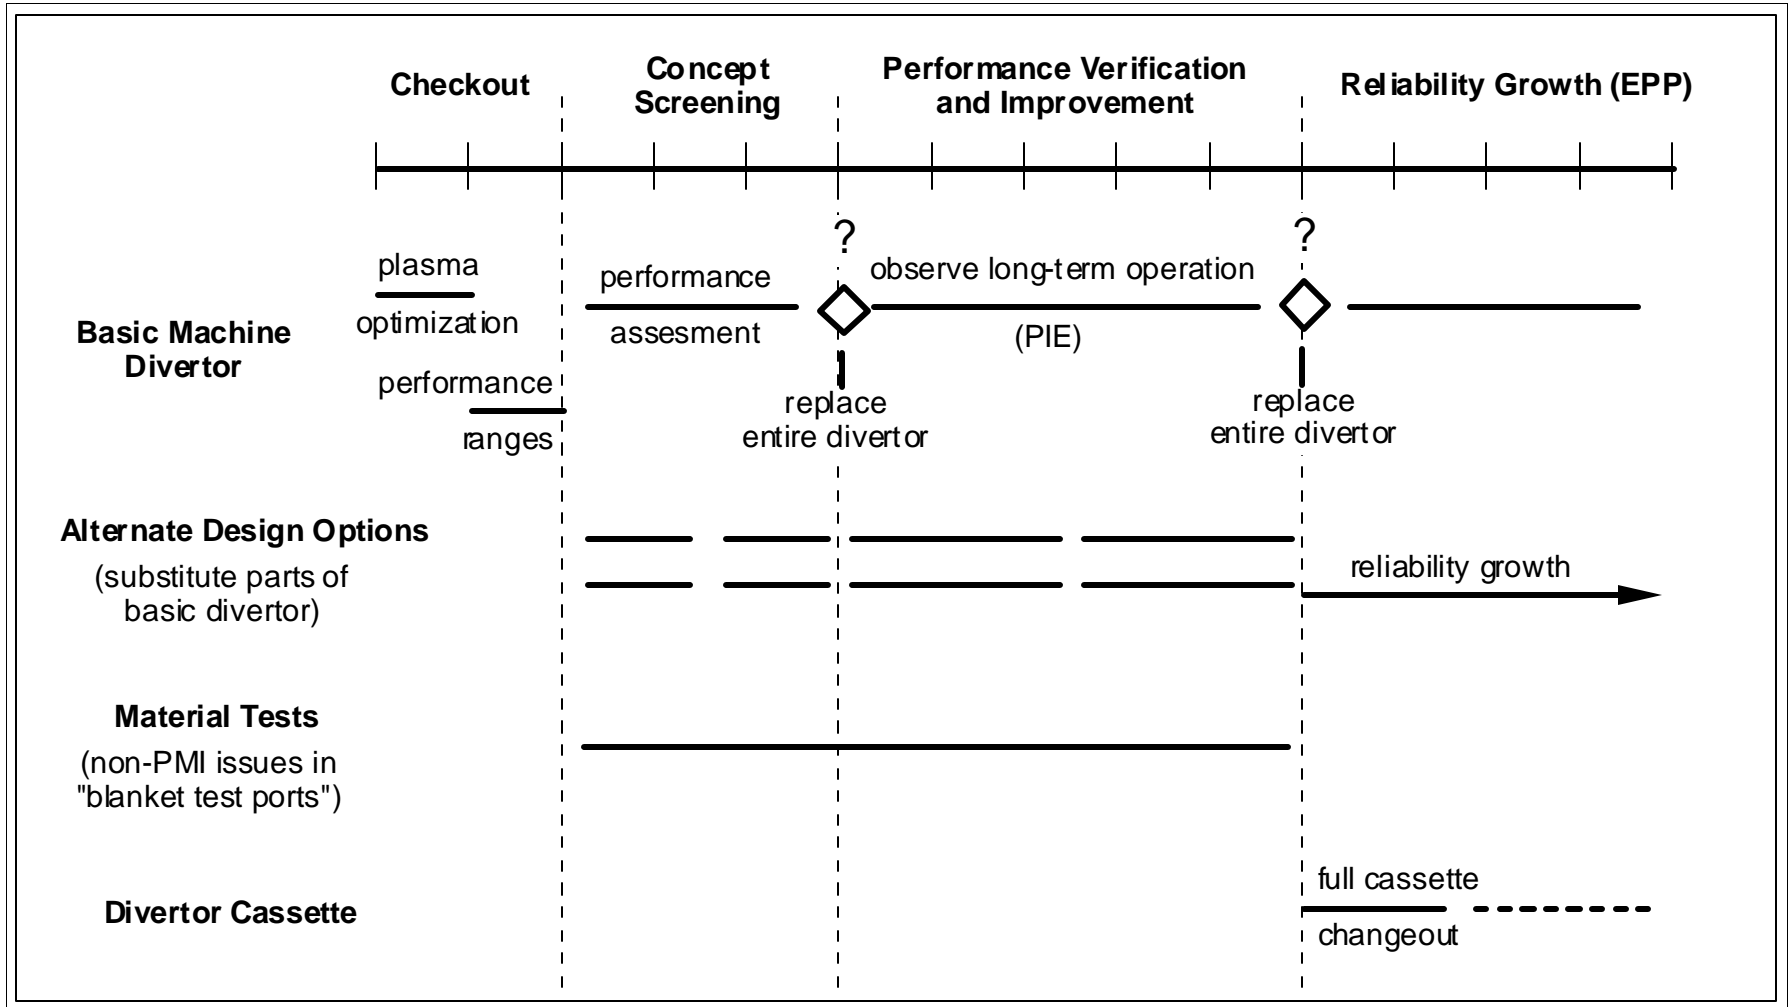 Checkout
Concept
Screening
Performance Verification
and Improvement
Reliability Growth (EPP)
Basic Machine
Divertor
plasma
optimization
performance
ranges
performance
assesment
?
replace
entire divertor
observe long-term operation
(PIE)
?
replace
entire divertor
Alternate Design Options
(substitute parts of
basic divertor)
reliability growth
Material Tests
(non-PMI issues in
"blanket test ports")
Divertor Cassette
full cassette
changeout